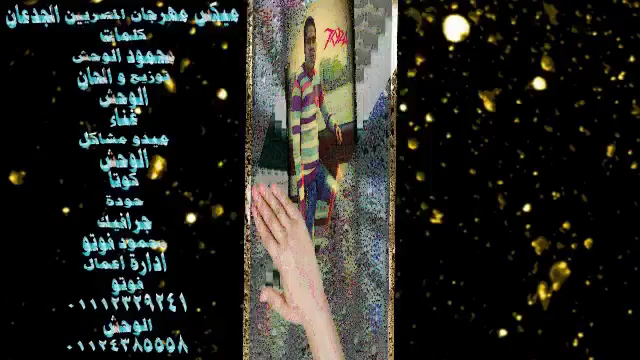 ميكس مهرجان المصريين الجدعان
كلمات
محمود الوحش
توزيع و الحان
الوحش
غناء
ميدو مشاكل
الوحش
كوتا
حودة
جرافيك
محمود فوتو
ادارة اعمال
فوتو
٠١١١٢٣٢٩٢٤١
الوحش
٠١١٢٤٣٨٥٥٥٨